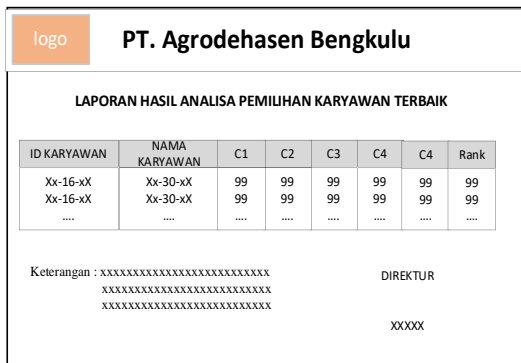 logo
PT. Agrodehasen Bengkulu
LAPORAN HASIL ANALISA PEMILIHAN KARYAWAN TERBAIK
ID KARYAWAN NAMA KARYAWAN C1 C2 C3 C4 C4 Rank
Xx-16-xX Xx-30-xX 99 99 99 99 99 99
Xx-16-xX Xx-30-xX 99 99 99 99 99 99
.... .... .... .... .... .... .... ....
Keterangan : xxxxxxxxxxxxxxxxxxxxxxxxxx
xxxxxxxxxxxxxxxxxxxxxxxxxx
xxxxxxxxxxxxxxxxxxxxxxxxxx
DIREKTUR
XXXXX